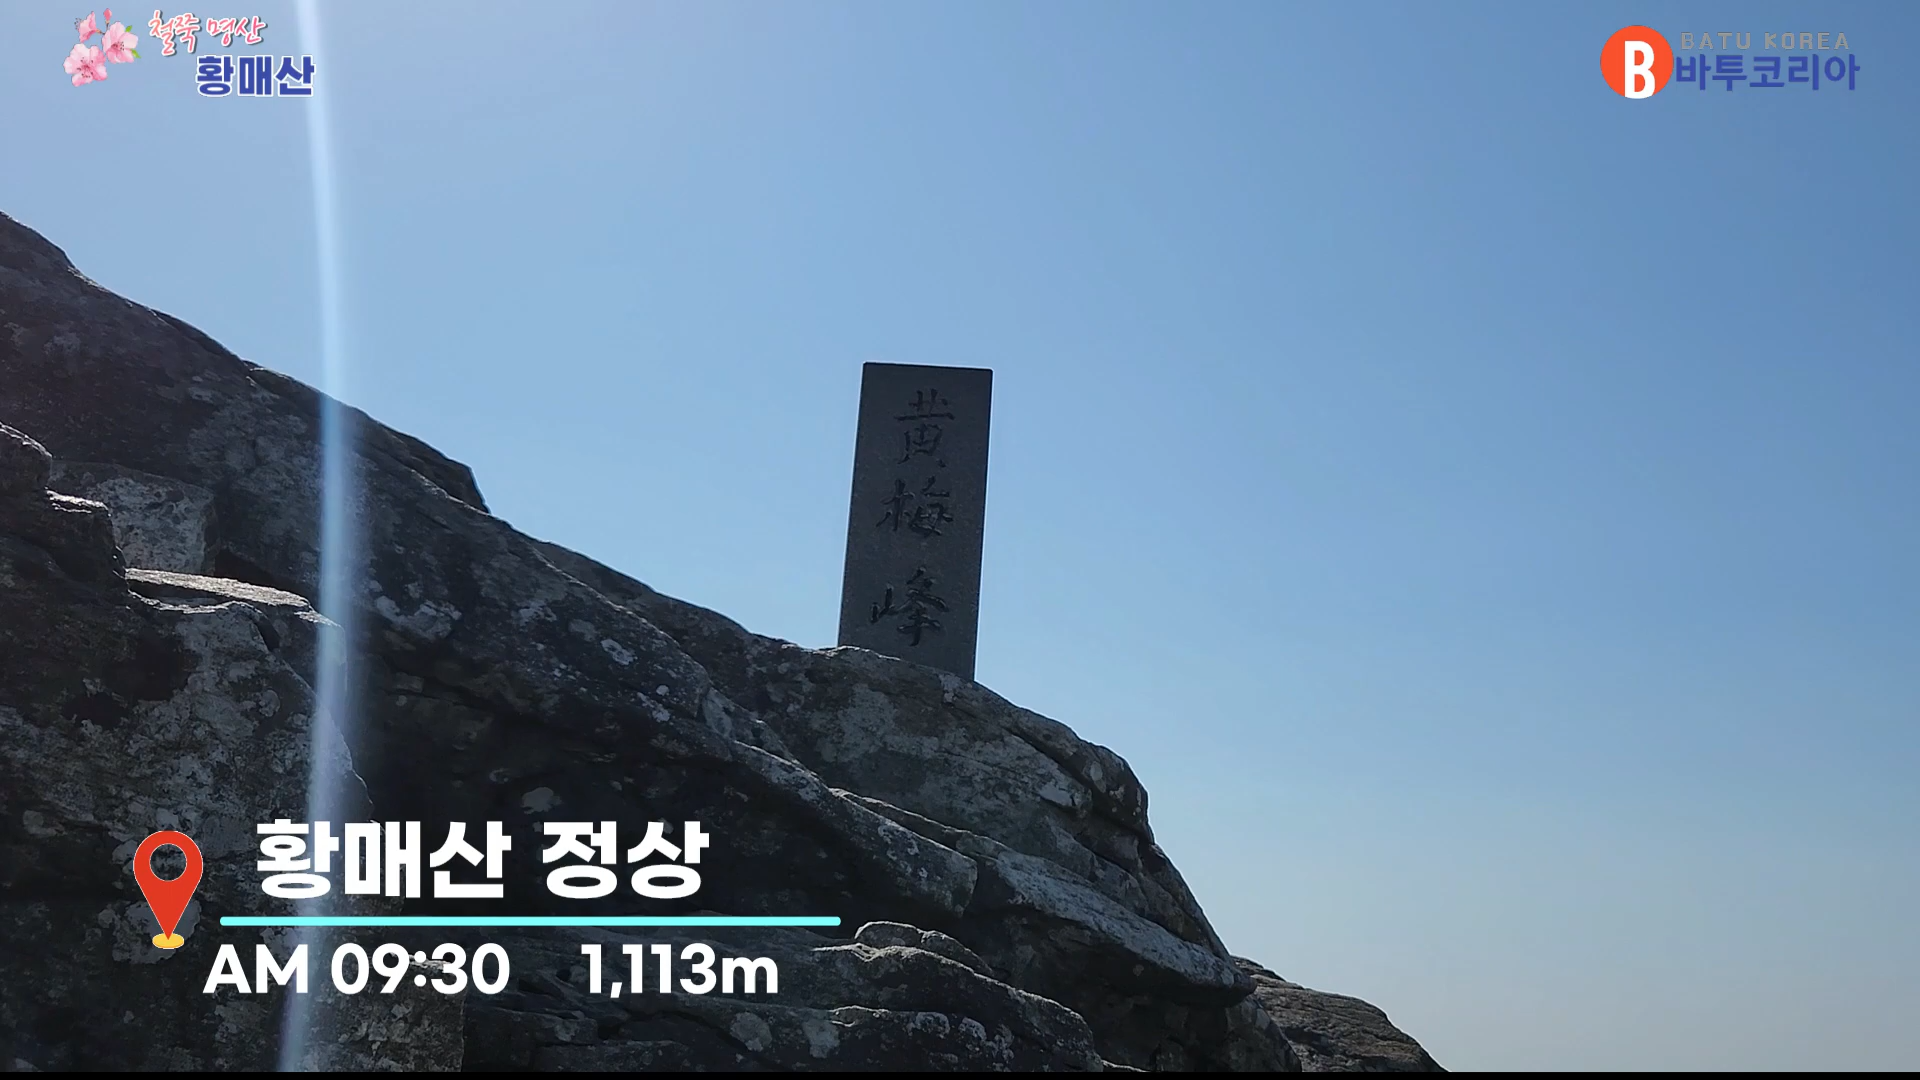 철쭉 명산
황매산
BATU KOREA
B 바투코리아
黄
梅
峰
황매산 정상
AM 09:30 1,113m